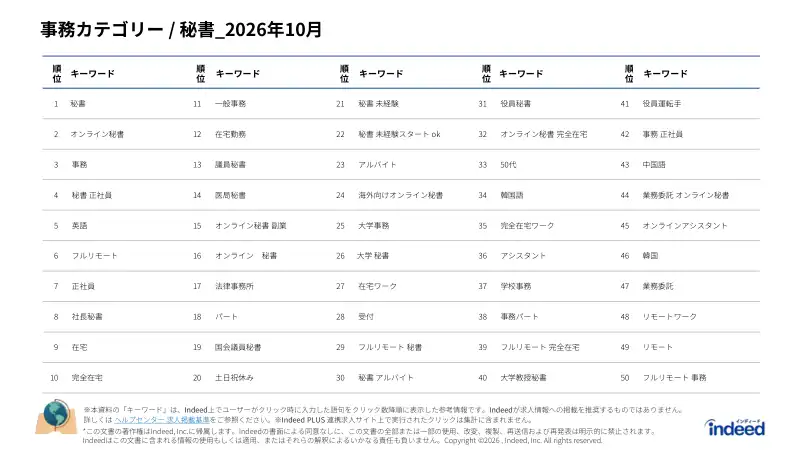 事務カテゴリー / 秘書_2026年10月
順位 キーワード 順位 キーワード 順位 キーワード 順位 キーワード 順位 キーワード
1 秘書 11 一般事務 21 秘書 未経験 31 役員秘書 41 役員運転手
2 オンライン秘書 12 在宅勤務 22 秘書 未経験スタート ok 32 オンライン秘書 完全在宅 42 事務 正社員
3 事務 13 議員秘書 23 アルバイト 33 50代 43 中国語
4 秘書 正社員 14 医局秘書 24 海外向けオンライン秘書 34 韓国語 44 業務委託 オンライン秘書
5 英語 15 オンライン秘書 副業 25 大学事務 35 完全在宅ワーク 45 オンラインアシスタント
6 フルリモート 16 オンライン　秘書 26 大学 秘書 36 アシスタント 46 韓国
7 正社員 17 法律事務所 27 在宅ワーク 37 学校事務 47 業務委託
8 社長秘書 18 パート 28 受付 38 事務パート 48 リモートワーク
9 在宅 19 国会議員秘書 29 フルリモート 秘書 39 フルリモート 完全在宅 49 リモート
10 完全在宅 20 土日祝休み 30 秘書 アルバイト 40 大学教授秘書 50 フルリモート 事務
※本資料の「キーワード」は、Indeed上でユーザーがクリック時に入力した語句をクリック数降順に表示した参考情報です。Indeedが求人情報への掲載を推奨するものではありません。
詳しくは ヘルプセンター 求人掲載基準をご参照ください。※Indeed PLUS 連携求人サイト上で実行されたクリックは集計に含まれません。
*この文書の著作権はIndeed, Inc.に帰属します。Indeedの書面による同意なしに、この文書の全部または一部の使用、改変、複製、再送信および再発表は明示的に禁止されます。
Indeedはこの文書に含まれる情報の使用もしくは適用、またはそれらの解釈によるいかなる責任も負いません。Copyright ©2026 , Indeed, Inc. All rights reserved.
インディード
indeed